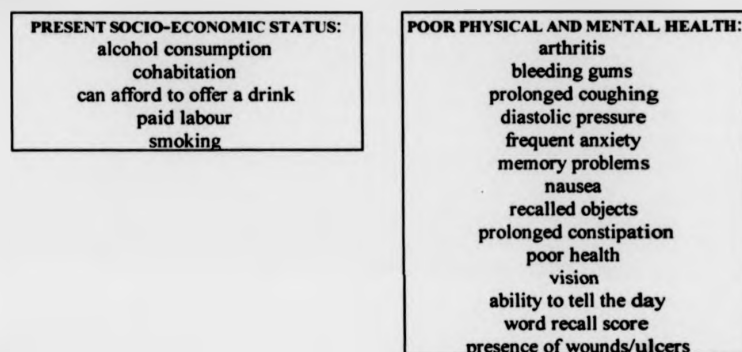 PRESENT SOCIO-ECONOMIC STATUS:
alcohol consumption
cohabitation
can afford to offer a drink
paid labour
smoking
POOR PHYSICAL AND MENTAL HEALTH:
arthritis
bleeding gums
prolonged coughing
diastolic pressure
frequent anxiety
memory problems
nausea
recalled objects
prolonged constipation
poor health
vision
ability to tell the day
word recall score
presence of wounds/ulcers